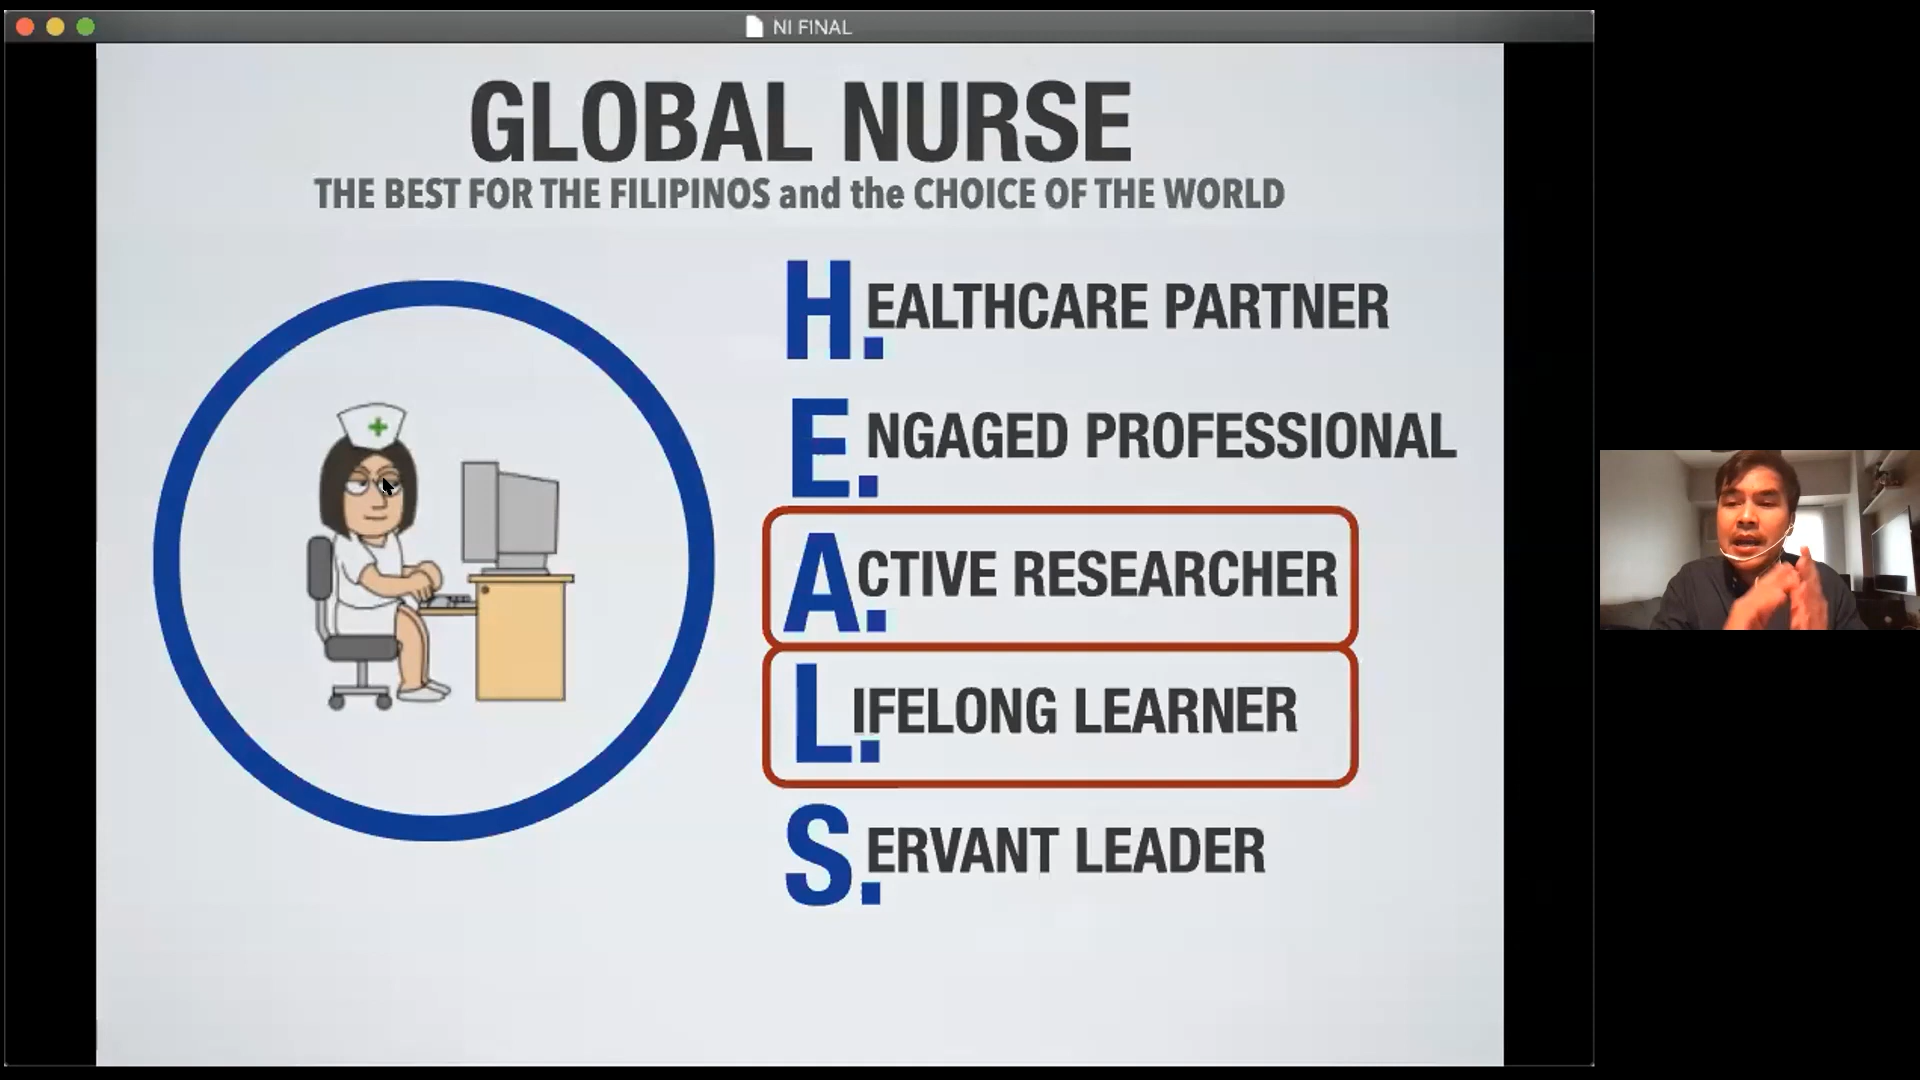 NI FINAL
GLOBAL NURSE
THE BEST FOR THE FILIPINOS and the CHOICE OF THE WORLD
H.EALTHCARE PARTNER
E.NGAGED PROFESSIONAL
A.CTIVE RESEARCHER
L.IFELONG LEARNER
S.ERVANT LEADER